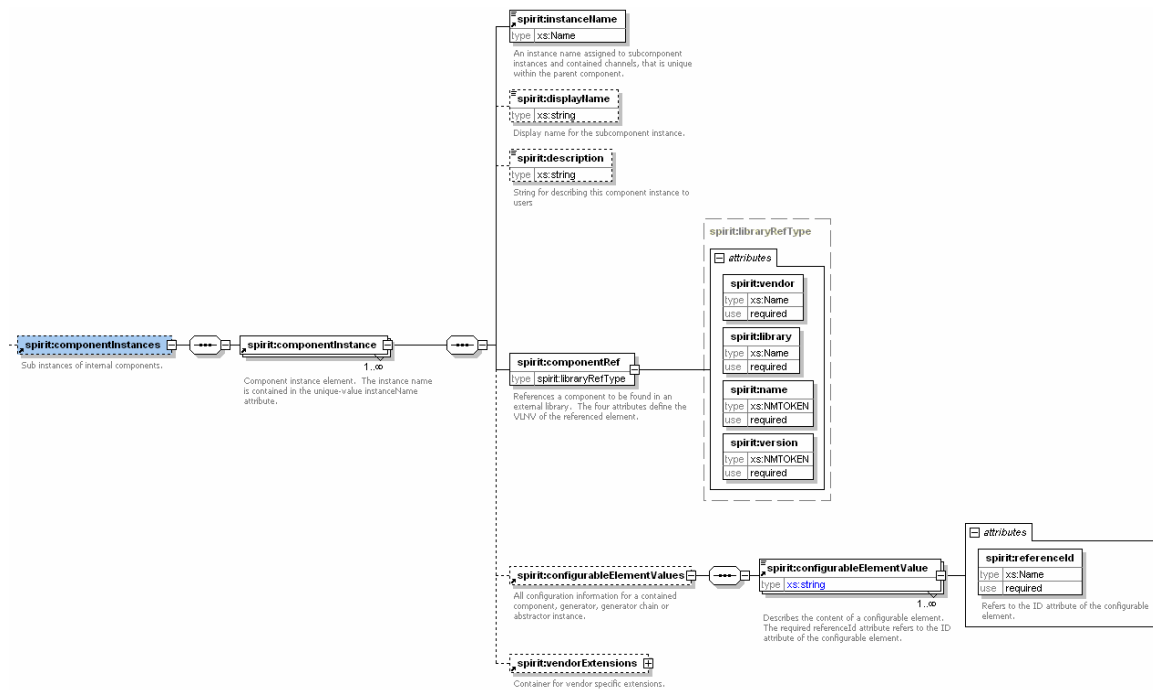 spirit:instanceName
type xs:Name
An instance name assigned to subcomponent
instances and contained channels, that is unique
within the parent component.
spirit:displayName
type xs:string
Display name for the subcomponent instance.
spirit:description
type xs:string
String for describing this component instance to
users
spirit:libraryRefType
attributes
spirit:vendor
type xs:Name
use required
spirit:library
type xs:Name
use required
spirit:name
type xs:NMTOKEN
use required
spirit:version
type xs:NMTOKEN
use required
spirit:componentInstances
Sub instances of internal components.
spirit:componentInstance
1..∞
Component instance element. The instance name
is contained in the unique-value instanceName
attribute.
spirit:componentRef
type spirit:libraryRefType
References a component to be found in an
external library. The four attributes define the
VLNV of the referenced element.
spirit:configurableElementValues
All configuration information for a contained
component, generator, generator chain or
abstractor instance.
spirit:configurableElementValue
type xs:string
1..∞
Describes the content of a configurable element.
The required referenceId attribute refers to the ID
attribute of the configurable element.
attributes
spirit:referenceId
type xs:Name
use required
Refers to the ID attribute of the configurable
element.
spirit:vendorExtensions
Container for vendor specific extensions.